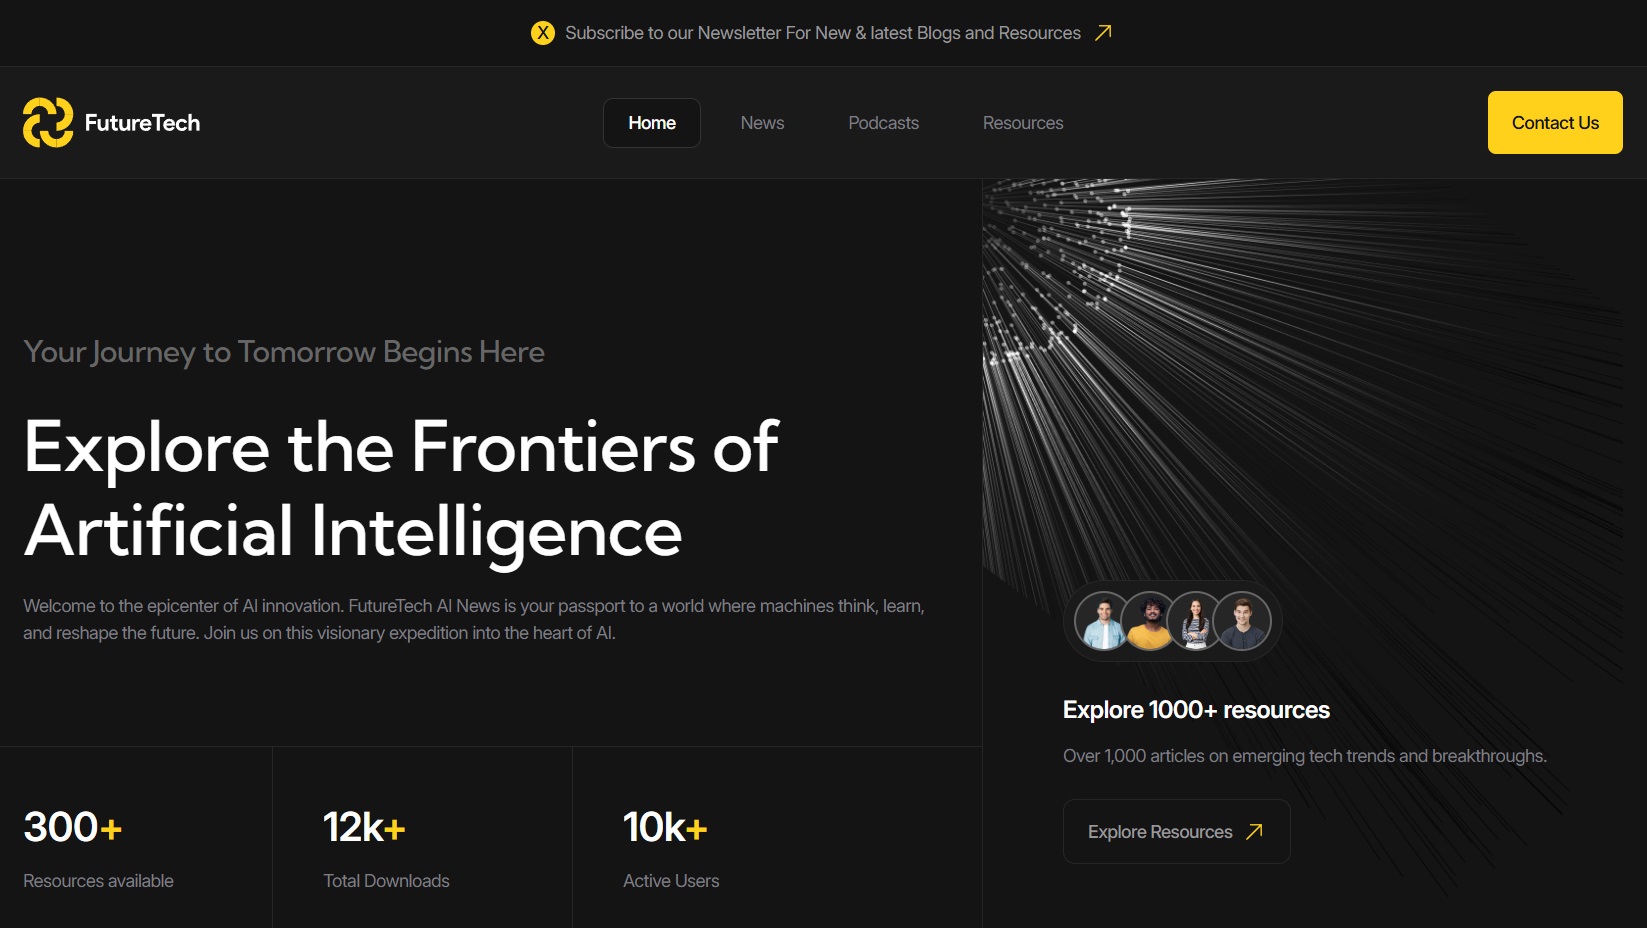 X Subscribe to our Newsletter For New & latest Blogs and Resources
FutureTech
Home
News
Podcasts
Resources
Contact Us
Your Journey to Tomorrow Begins Here
Explore the Frontiers of
Artificial Intelligence
Welcome to the epicenter of AI innovation. FutureTech AI News is your passport to a world where machines think, learn,
and reshape the future. Join us on this visionary expedition into the heart of AI.
300+
Resources available
12k+
Total Downloads
10k+
Active Users
Explore 1000+ resources
Over 1,000 articles on emerging tech trends and breakthroughs.
Explore Resources